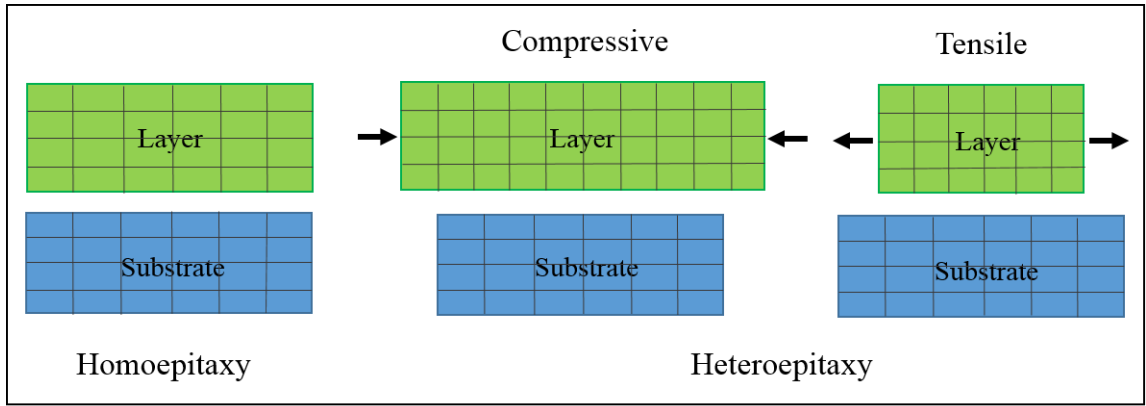 Compressive
Tensile
Layer
Layer
Layer
Substrate
Substrate
Substrate
Homoepitaxy
Heteroepitaxy